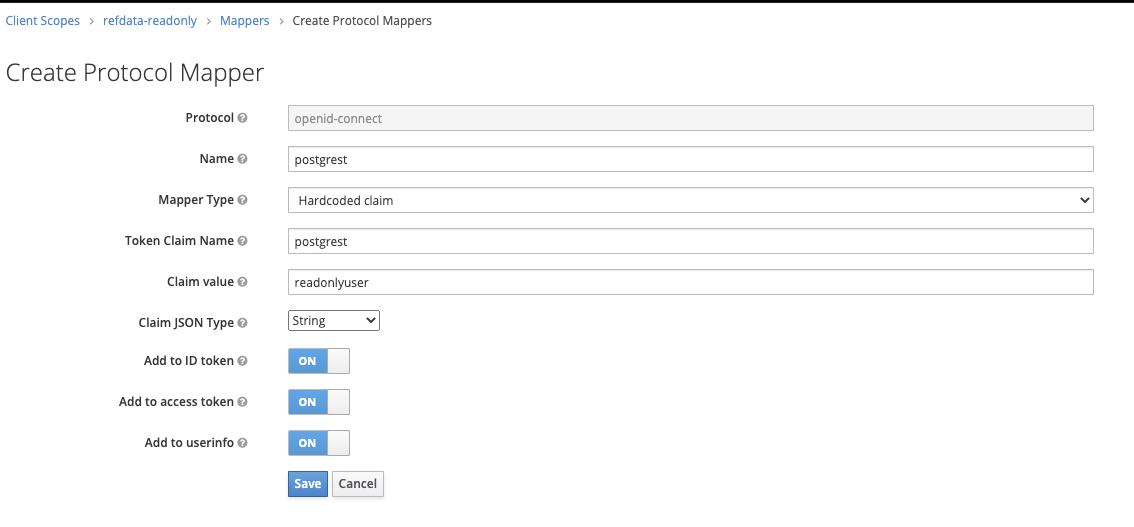 Client Scopes > refdata-readonly > Mappers > Create Protocol Mappers
Create Protocol Mapper
Protocol ? openid-connect
Name ? postgrest
Mapper Type ? Hardcoded claim
Token Claim Name ? postgrest
Claim value ? readonlyuser
Claim JSON Type ? String
Add to ID token ? ON
Add to access token ? ON
Add to userinfo ? ON
Save Cancel